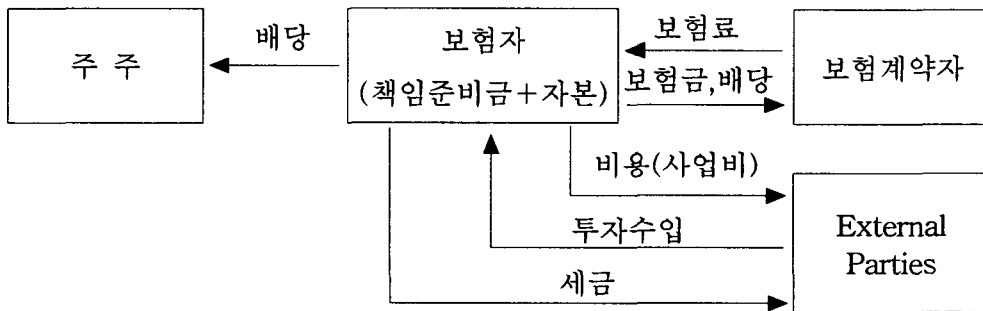 주 주
배당
보험자
(책임준비금+자본)
보험료
보험금,배당
보험계약자
비용(사업비)
투자수입
세금
External
Parties